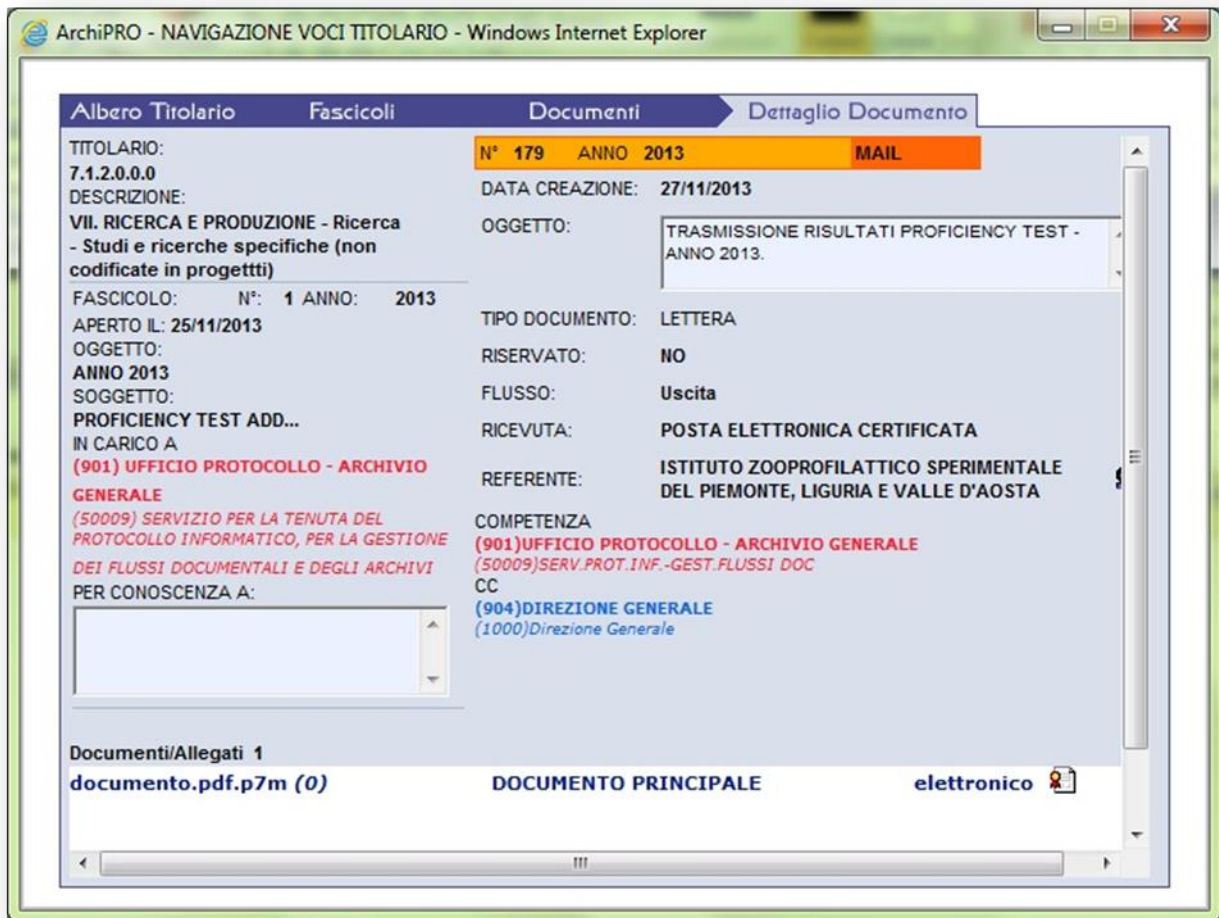 ArchiPRO - NAVIGAZIONE VOCI TITOLARIO - Windows Internet Explorer
Albero Titolario Fascicoli Documenti Dettaglio Documento
TITOLARIO:
7.1.2.0.0.0
DESCRIZIONE:
VII. RICERCA E PRODUZIONE - Ricerca
- Studi e ricerche specifiche (non
codificate in progettti)
FASCICOLO: N°: 1 ANNO: 2013
APERTO IL: 25/11/2013
OGGETTO:
ANNO 2013
SOGGETTO:
PROFICIENCY TEST ADD...
IN CARICO A
(901) UFFICIO PROTOCOLLO - ARCHIVIO
GENERALE
(50009) SERVIZIO PER LA TENUTA DEL
PROTOCOLLO INFORMATICO, PER LA GESTIONE
DEI FLUSSI DOCUMENTALI E DEGLI ARCHIVI
PER CONOSCENZA A:
N° 179 ANNO 2013 MAIL
DATA CREAZIONE: 27/11/2013
OGGETTO: TRASMISSIONE RISULTATI PROFICIENCY TEST -
ANNO 2013.
TIPO DOCUMENTO: LETTERA
RISERVATO: NO
FLUSSO: Uscita
RICEVUTA: POSTA ELETTRONICA CERTIFICATA
REFERENTE: ISTITUTO ZOOPROFILATTICO SPERIMENTALE
DEL PIEMONTE, LIGURIA E VALLE D'AOSTA
COMPETENZA
(901)UFFICIO PROTOCOLLO - ARCHIVIO GENERALE
(50009)SERV.PROT.INF.-GEST.FLUSSI DOC
CC
(904)DIREZIONE GENERALE
(1000)Direzione Generale
Documenti/Allegati 1
documento.pdf.p7m (0) DOCUMENTO PRINCIPALE elettronico